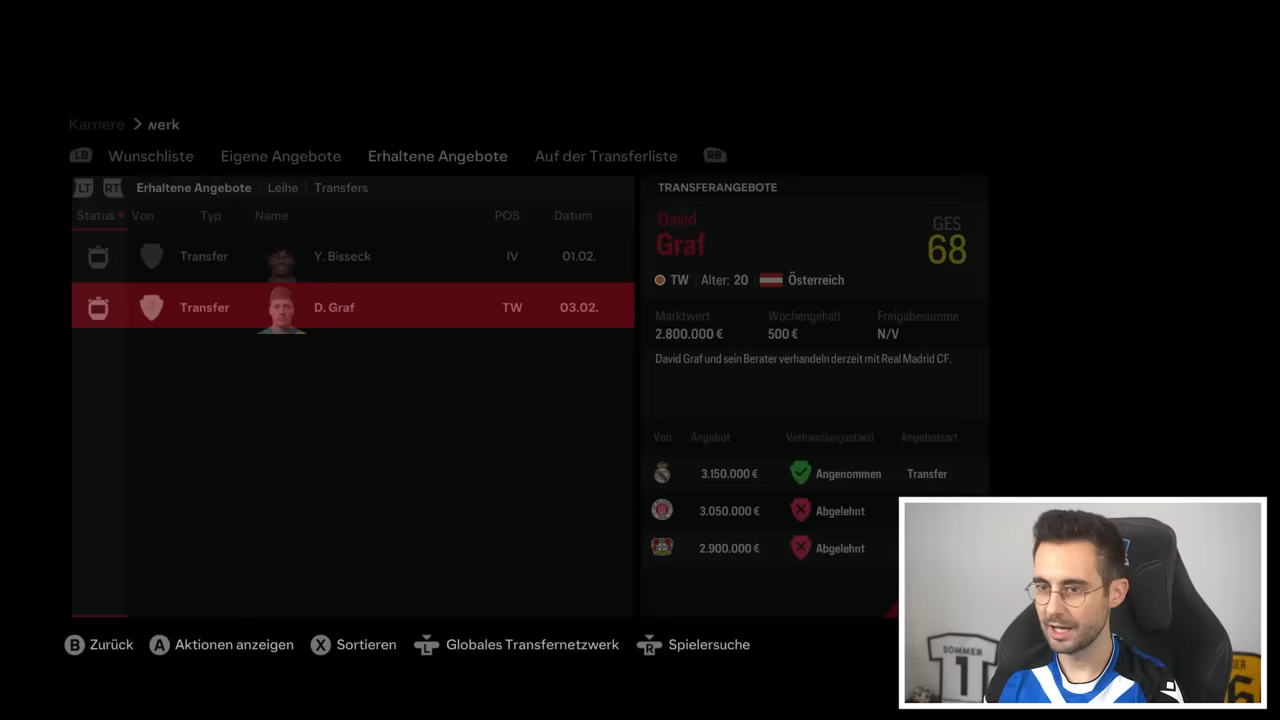 Karriere > werk
LB Wunschliste Eigene Angebote Erhaltene Angebote Auf der Transferliste RB
LT RT Erhaltene Angebote Leihe Transfers
Status Von Typ Name POS Datum
Transfer Y. Bisseck IV 01.02.
Transfer D. Graf TW 03.02.
TRANSFERANGEBOTE
David
Graf
GES
68
TW Alter: 20 Österreich
Marktwert Wochengehalt Freigabesumme
2.800.000 € 500 € N/V
David Graf und sein Berater verhandeln derzeit mit Real Madrid CF.
Von Angebot Verhandlungsstand Angebotsart
3.150.000 € Angenommen Transfer
3.050.000 € Abgelehnt
2.900.000 € Abgelehnt
B Zurück A Aktionen anzeigen X Sortieren L Globales Transfernetzwerk R Spielersuche
SOMMER
1
6